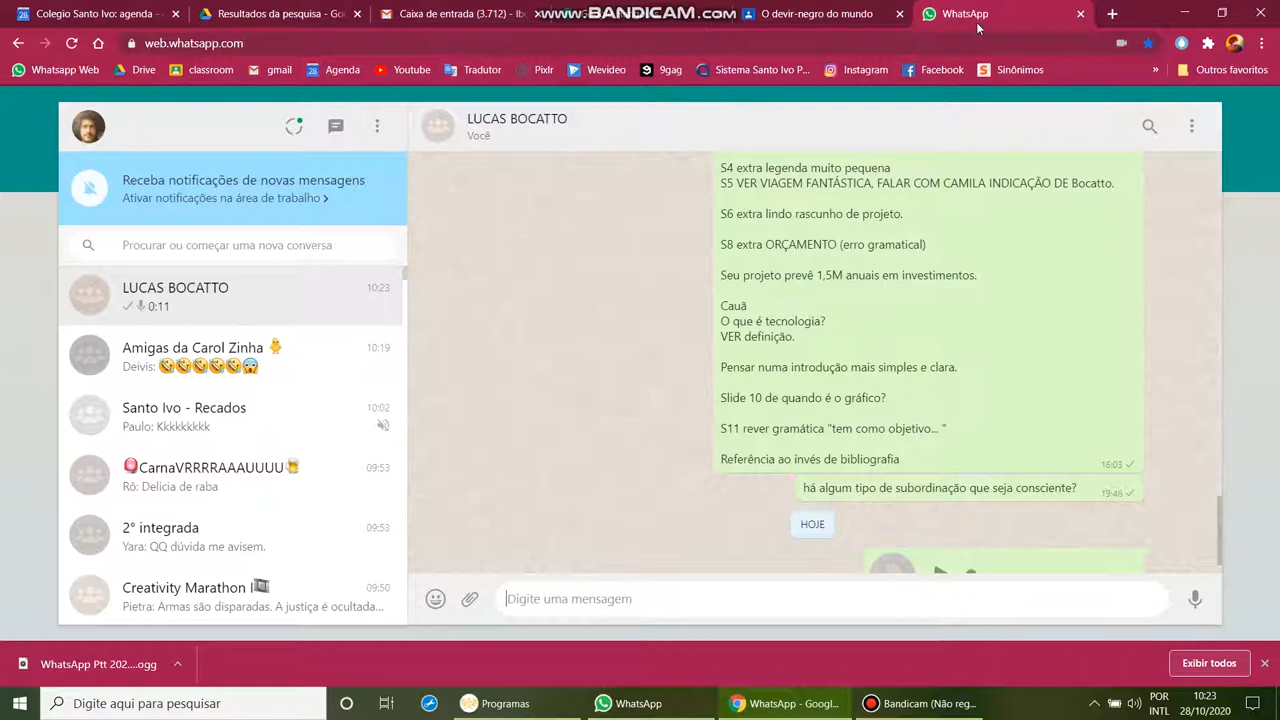 Colegio Santo Ivo: agenda -
Resultados da pesquisa - Go
Caixa de entrada (3.712) - lbo
www.BANDICAM.com
O devir-negro do mundo
WhatsApp
web.whatsapp.com
Whatsapp Web
Drive
classroom
gmail
28
Agenda
Youtube
Tradutor
Pixlr
Wevideo
9gag
Sistema Santo Ivo P...
Instagram
Facebook
Sinônimos
»
Outros favoritos
LUCAS BOCATTO
Você
Receba notificações de novas mensagens
Ativar notificações na área de trabalho >
Procurar ou começar uma nova conversa
LUCAS BOCATTO 10:23
0:11
Amigas da Carol Zinha 🐥 10:19
Deivis: 🤣🤣🤣🤣🤣😱
Santo Ivo - Recados 10:02
Paulo: Kkkkkkkkk
CarnaVRRRRAAAUUUU🍺 09:53
Rô: Delicia de raba
2° integrada 09:53
Yara: QQ dúvida me avisem.
Creativity Marathon I 09:50
Pietra: Armas são disparadas. A justiça é ocultada...
S4 extra legenda muito pequena
S5 VER VIAGEM FANTÁSTICA, FALAR COM CAMILA INDICAÇÃO DE Bocatto.
S6 extra lindo rascunho de projeto.
S8 extra ORÇAMENTO (erro gramatical)
Seu projeto prevê 1,5M anuais em investimentos.
Cauã
O que é tecnologia?
VER definição.
Pensar numa introdução mais simples e clara.
Slide 10 de quando é o gráfico?
S11 rever gramática "tem como objetivo... "
Referência ao invés de bibliografia
16:03
há algum tipo de subordinação que seja consciente?
19:46
HOJE
Digite uma mensagem
WhatsApp Ptt 202....ogg
Exibir todos
Digite aqui para pesquisar
Programas
WhatsApp
WhatsApp - Googl...
Bandicam (Não reg...
POR
INTL
10:23
28/10/2020